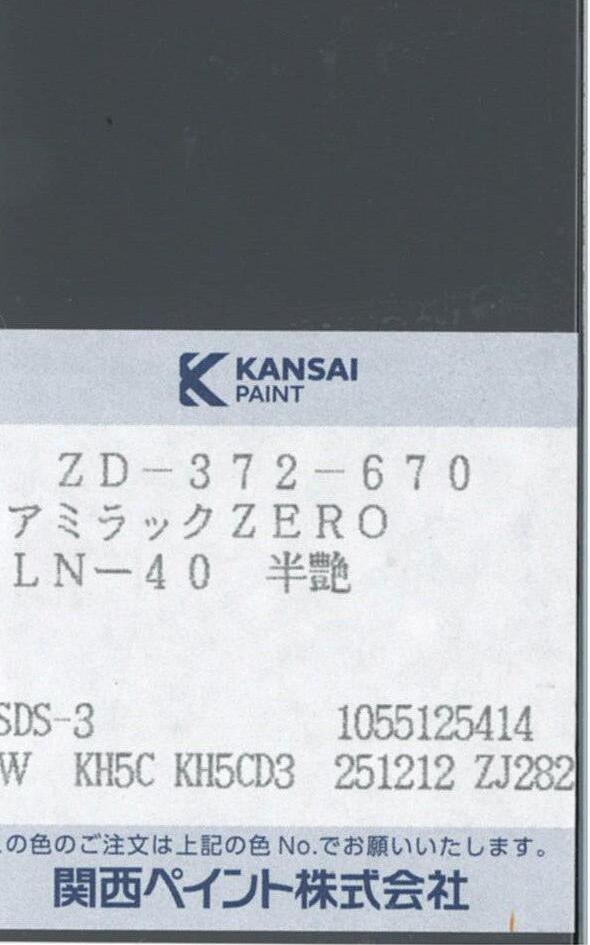 KANSAI
PAINT
ZD-372-670
アミラックZERO
LN-40 半艶
SDS-3 1055125414
W KH5C KH5CD3 251212 ZJ282
の色のご注文は上記の色No.でお願いいたします。
関西ペイント株式会社